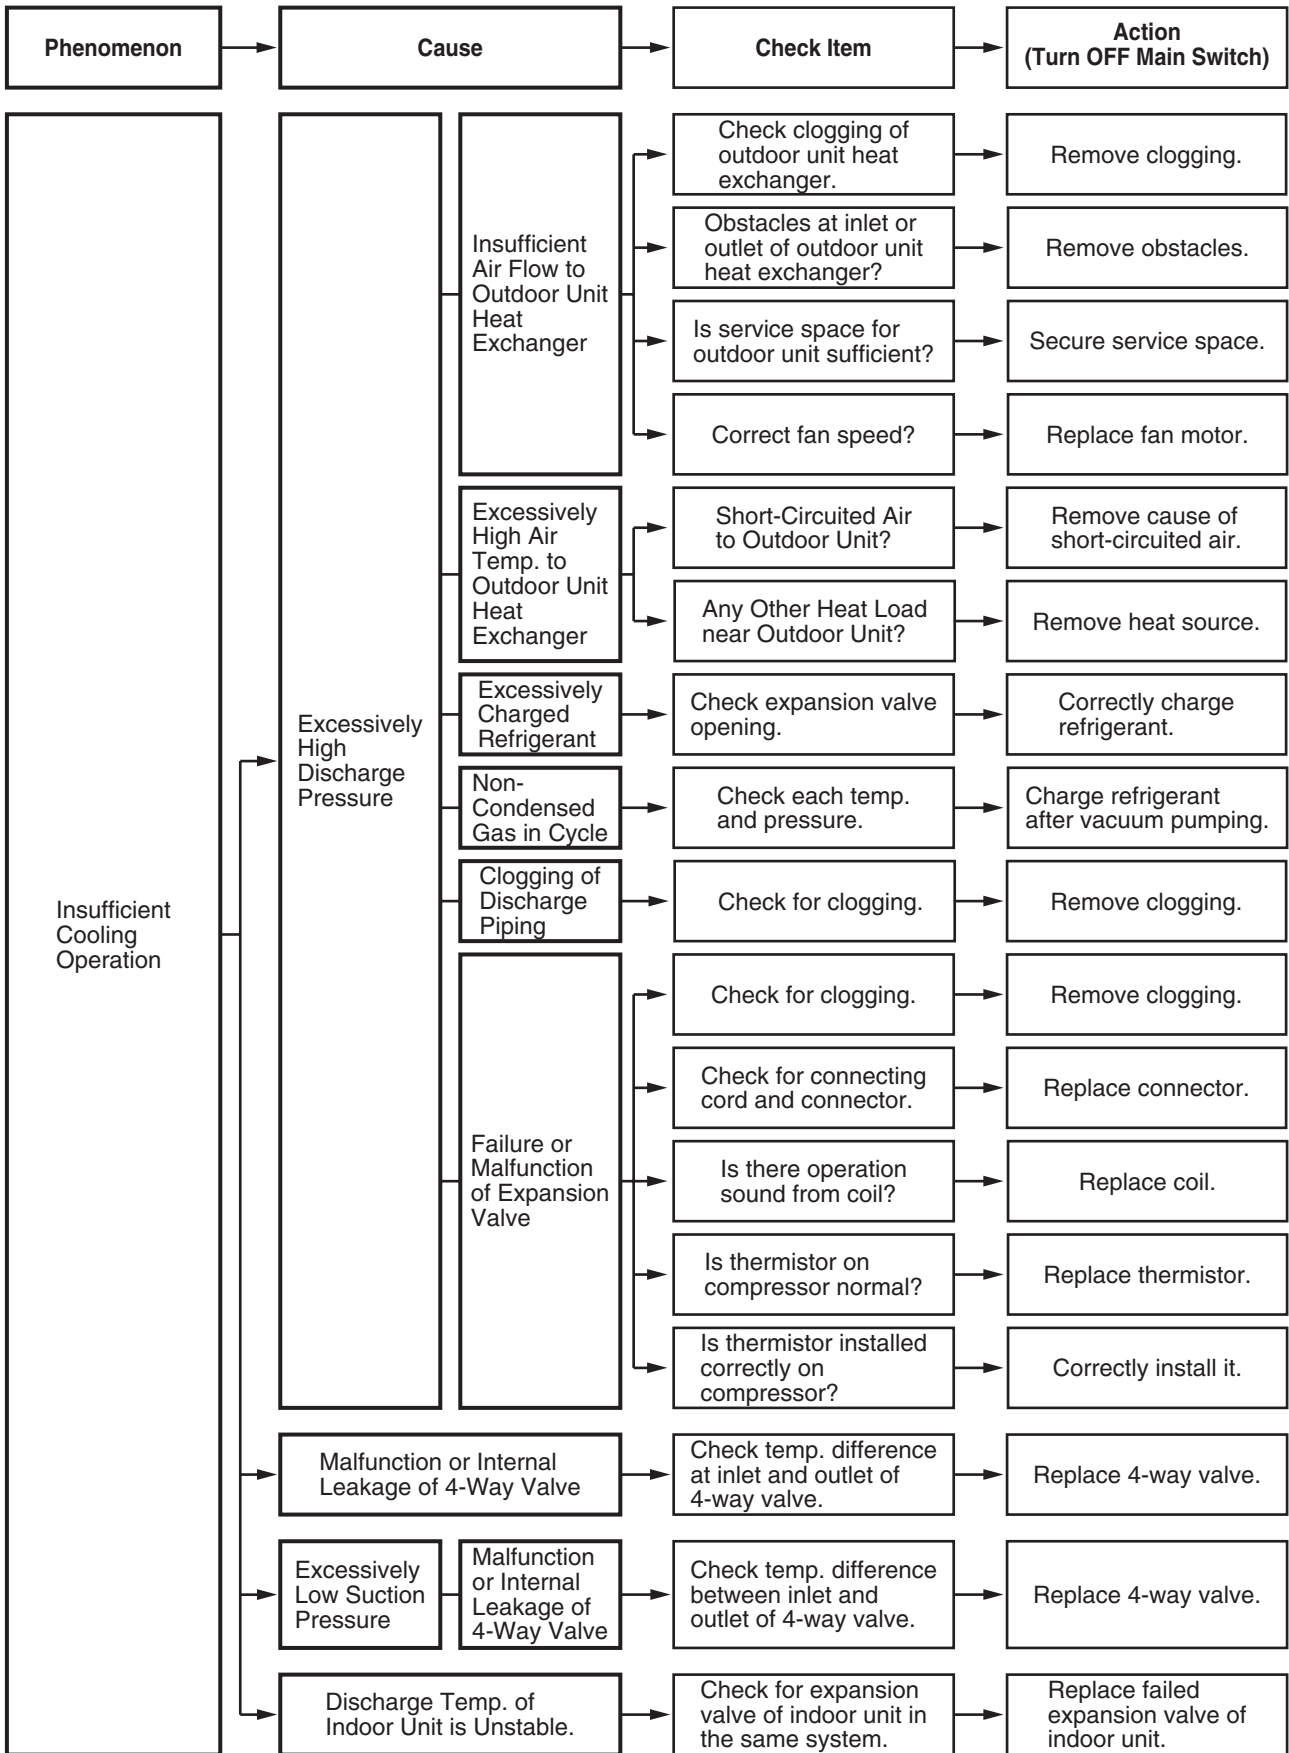 Phenomenon
Cause
Check Item
Action
(Turn OFF Main Switch)
Insufficient
Cooling
Operation
Excessively
High
Discharge
Pressure
Insufficient
Air Flow to
Outdoor Unit
Heat
Exchanger
Check clogging of
outdoor unit heat
exchanger.
Remove clogging.
Obstacles at inlet or
outlet of outdoor unit
heat exchanger?
Remove obstacles.
Is service space for
outdoor unit sufficient?
Secure service space.
Correct fan speed?
Replace fan motor.
Excessively
High Air
Temp. to
Outdoor Unit
Heat
Exchanger
Short-Circuited Air
to Outdoor Unit?
Remove cause of
short-circuited air.
Any Other Heat Load
near Outdoor Unit?
Remove heat source.
Excessively
Charged
Refrigerant
Check expansion valve
opening.
Correctly charge
refrigerant.
Non-
Condensed
Gas in Cycle
Check each temp.
and pressure.
Charge refrigerant
after vacuum pumping.
Clogging of
Discharge
Piping
Check for clogging.
Remove clogging.
Failure or
Malfunction
of Expansion
Valve
Check for clogging.
Remove clogging.
Check for connecting
cord and connector.
Replace connector.
Is there operation
sound from coil?
Replace coil.
Is thermistor on
compressor normal?
Replace thermistor.
Is thermistor installed
correctly on
compressor?
Correctly install it.
Malfunction or Internal
Leakage of 4-Way Valve
Check temp. difference
at inlet and outlet of
4-way valve.
Replace 4-way valve.
Excessively
Low Suction
Pressure
Malfunction
or Internal
Leakage of
4-Way Valve
Check temp. difference
between inlet and
outlet of 4-way valve.
Replace 4-way valve.
Discharge Temp. of
Indoor Unit is Unstable.
Check for expansion
valve of indoor unit in
the same system.
Replace failed
expansion valve of
indoor unit.